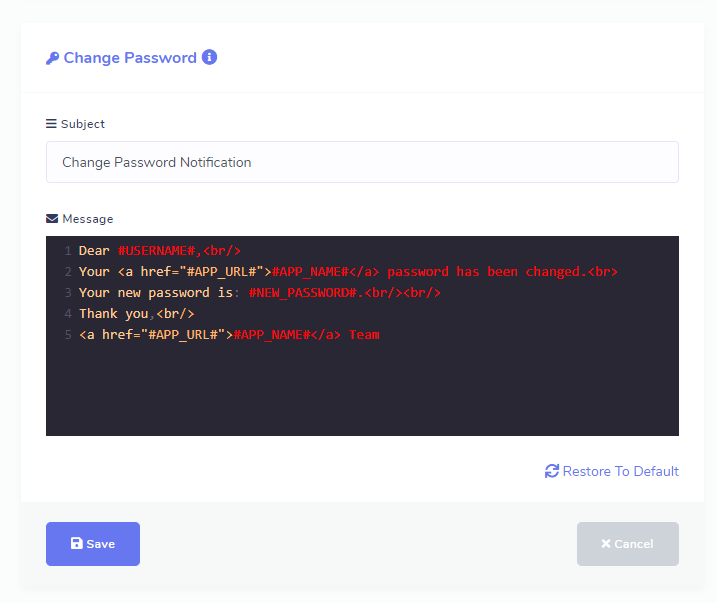 Change Password
Subject
Change Password Notification
Message
1 Dear #USERNAME#,<br/>
2 Your <a href="#APP_URL#">#APP_NAME#</a> password has been changed.<br>
3 Your new password is: #NEW_PASSWORD#.<br/><br/>
4 Thank you,<br/>
5 <a href="#APP_URL#">#APP_NAME#</a> Team
Restore To Default
Save
Cancel